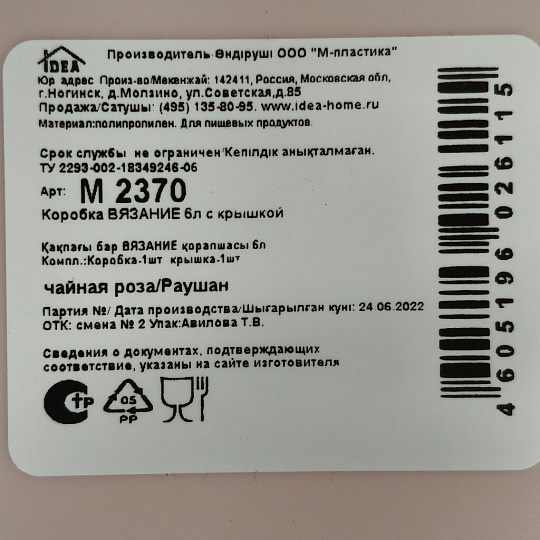 IDEA
Производитель Өндіруші ООО "М-пластика"
Юр адрес Произ-во/Мекенжай: 142411, Россия, Московская обл,
г.Ногинск, д.Молзино, ул.Советская,д.85
Продажа/Сатушы: (495) 135-80-95. www.idea-home.ru
Материал:полипропилен. Для пищевых продуктов.
Срок службы не ограничен/Кепілдік анықталмаған.
ТУ 2293-002-18349246-06
Арт: М 2370
Коробка ВЯЗАНИЕ 6л с крышкой
Қақпағы бар ВЯЗАНИЕ қорапшасы 6л
Компл.:Коробка-1шт крышка-1шт
чайная роза/Раушан
Партия №/ Дата производства/Шығарылған күні: 24.06.2022
ОТК: смена № 2 Упак:Авилова Т.В.
Сведения о документах, подтверждающих
соответствие, указаны на сайте изготовителя
тР
05
PP
4605196026115